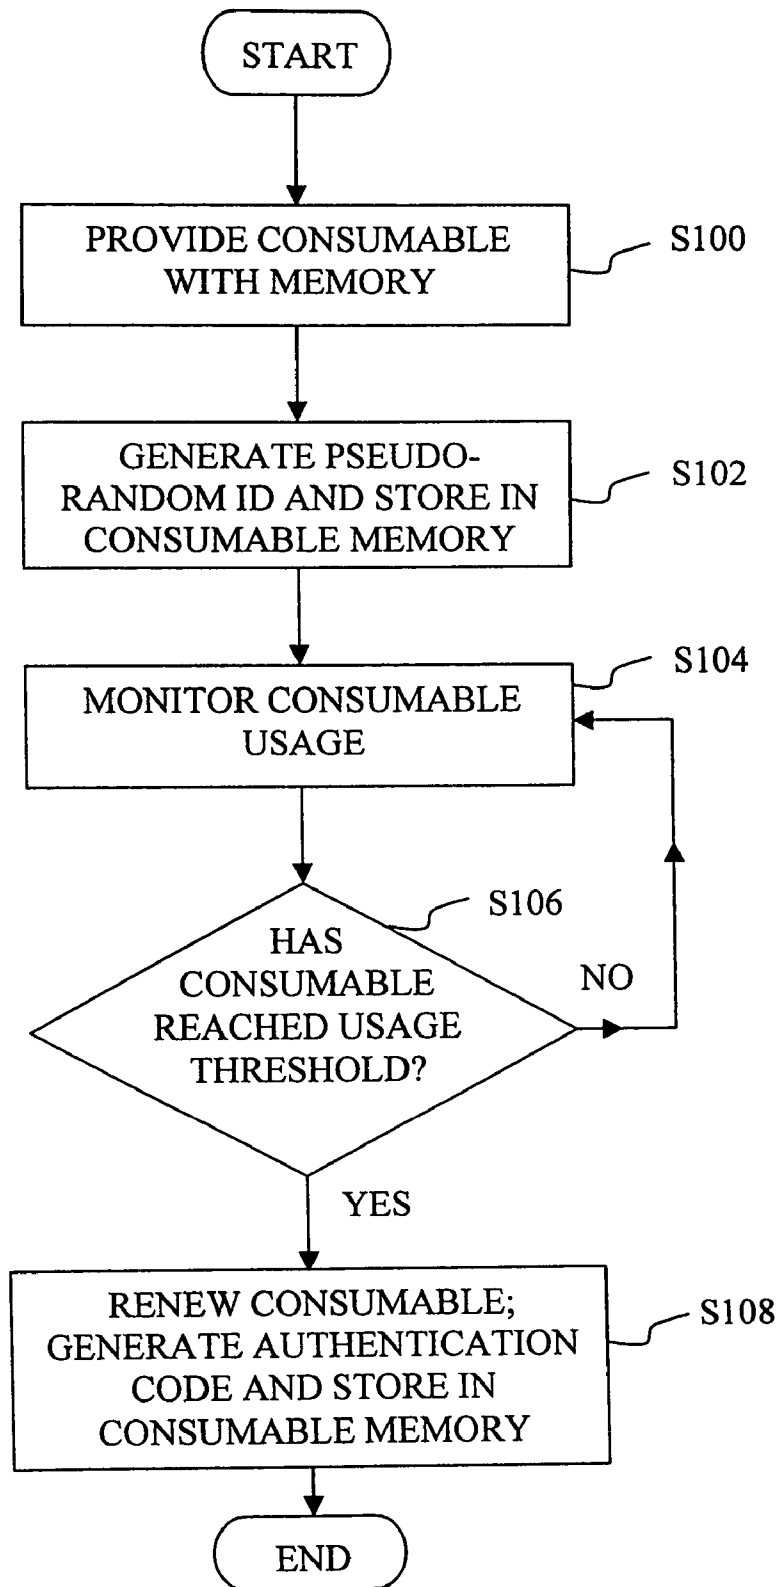 START
PROVIDE CONSUMABLE
WITH MEMORY
S100
GENERATE PSEUDO-
RANDOM ID AND STORE IN
CONSUMABLE MEMORY
S102
MONITOR CONSUMABLE
USAGE
S104
HAS
CONSUMABLE
REACHED USAGE
THRESHOLD?
S106
NO
YES
RENEW CONSUMABLE;
GENERATE AUTHENTICATION
CODE AND STORE IN
CONSUMABLE MEMORY
S108
END